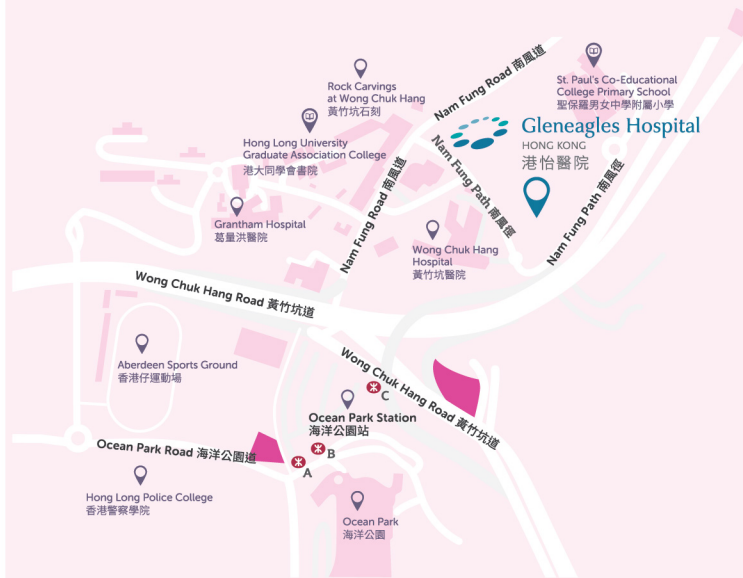 Nam Fung Road 南風道
St. Paul's Co-Educational
College Primary School
聖保羅男女中學附屬小學
Rock Carvings
at Wong Chuk Hang
黃竹坑石刻
Gleneagles Hospital
HONG KONG
港怡醫院
Hong Long University
Graduate Association College
港大同學會書院
Nam Fung Path 南風徑
Nam Fung Road 南風道
Nam Fung Path 南風徑
Grantham Hospital
葛量洪醫院
Wong Chuk Hang
Hospital
黃竹坑醫院
Wong Chuk Hang Road 黃竹坑道
Aberdeen Sports Ground
香港仔運動場
Wong Chuk Hang Road 黃竹坑道
C
Ocean Park Station
海洋公園站
Ocean Park Road 海洋公園道
B
A
Hong Long Police College
香港警察學院
Ocean Park
海洋公園